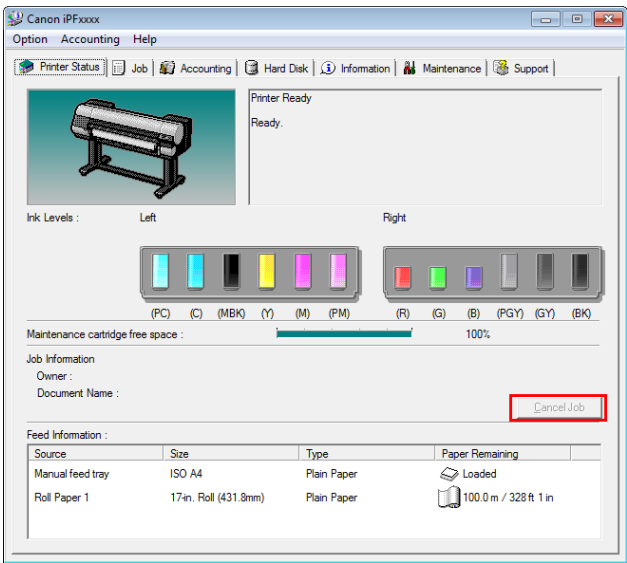 Canon iPFxxxx
Option Accounting Help
Printer Status Job Accounting Hard Disk Information Maintenance Support
Printer Ready
Ready.
Ink Levels : Left Right
(PC) (C) (MBK) (Y) (M) (PM) (R) (G) (B) (PGY) (GY) (BK)
Maintenance cartridge free space : 100%
Job Information
Owner :
Document Name :
Cancel Job
Feed Information :
Source Size Type Paper Remaining
Manual feed tray ISO A4 Plain Paper Loaded
Roll Paper 1 17-in. Roll (431.8mm) Plain Paper 100.0 m / 328 ft 1 in